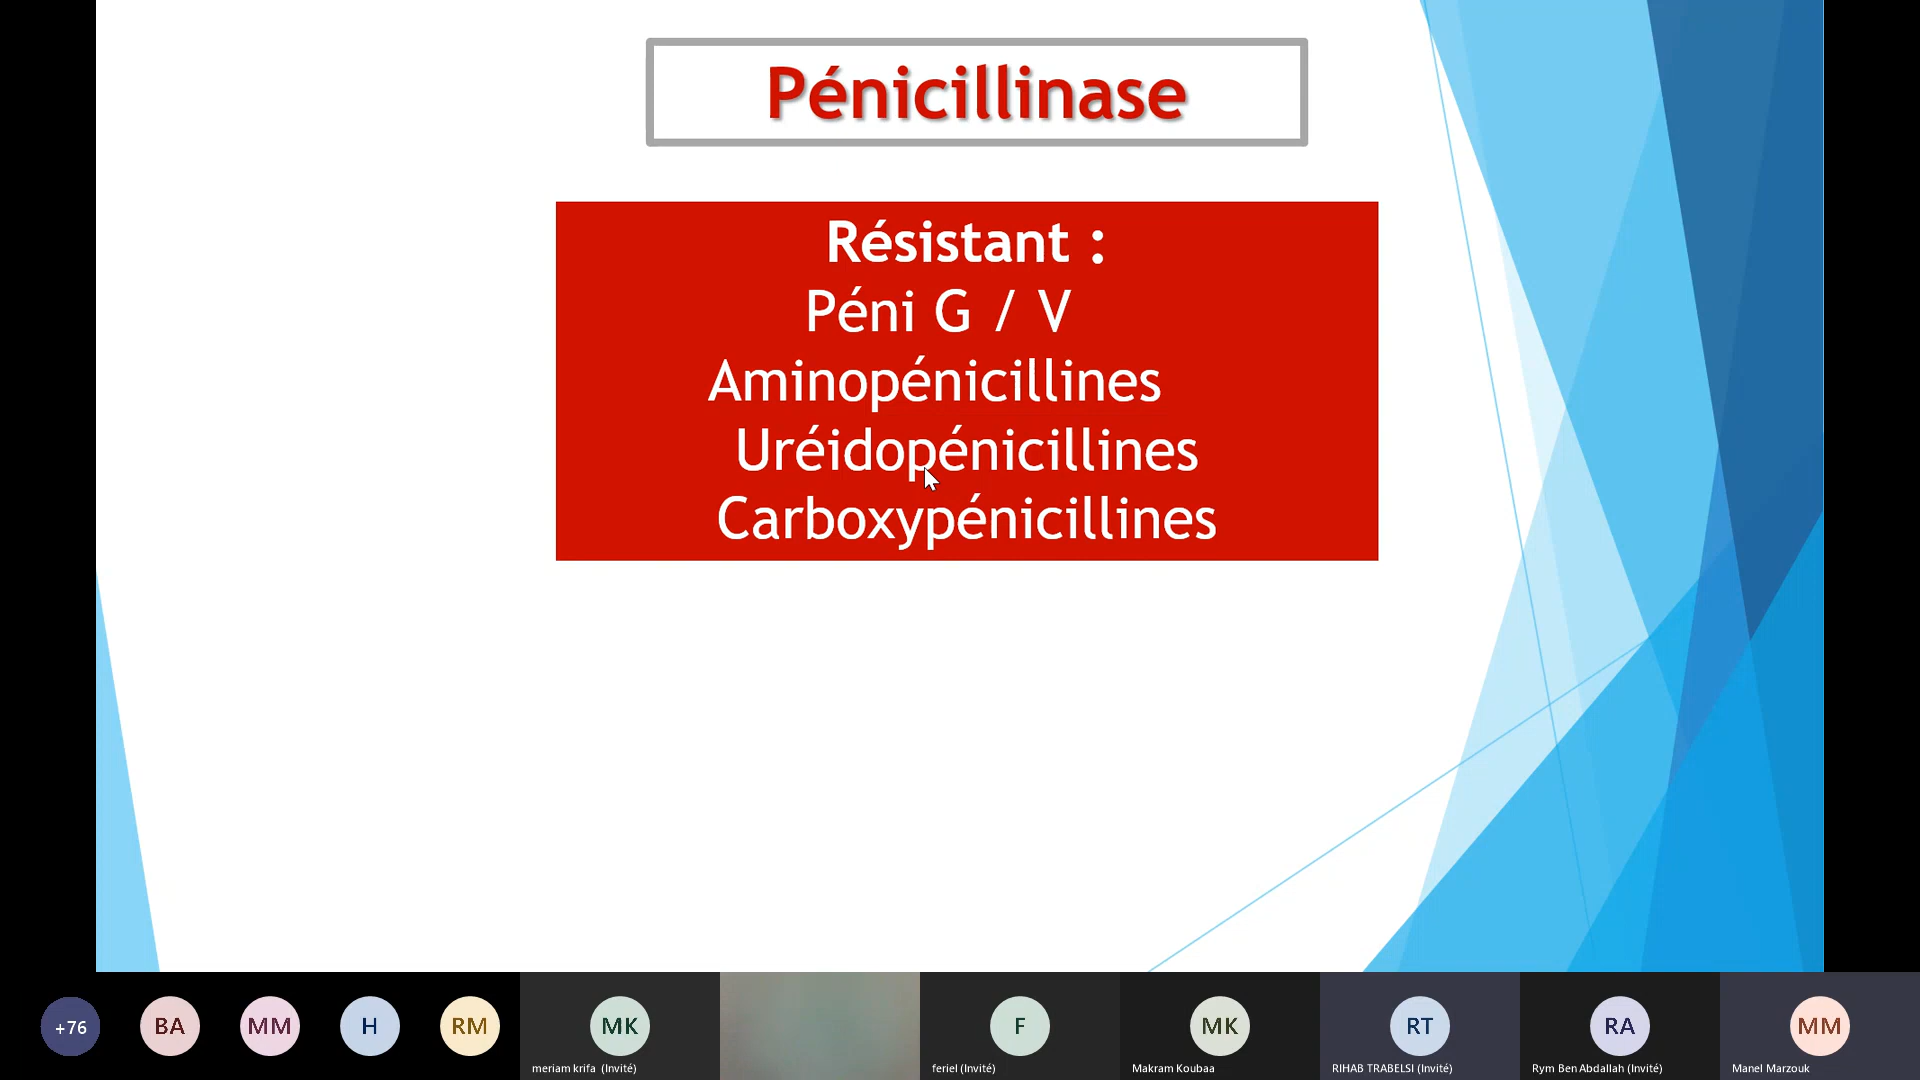 Pénicillinase
Résistant :
Péni G / V
Aminopénicillines
Uréidopénicillines
Carboxypénicillines
+76
BA
MM
H
RM
MK
F
MK
RT
RA
MM
meriam krifa (Invité)
feriel (Invité)
Makram Koubaa
RIHAB TRABELSI (Invité)
Rym Ben Abdallah (Invité)
Manel Marzouk